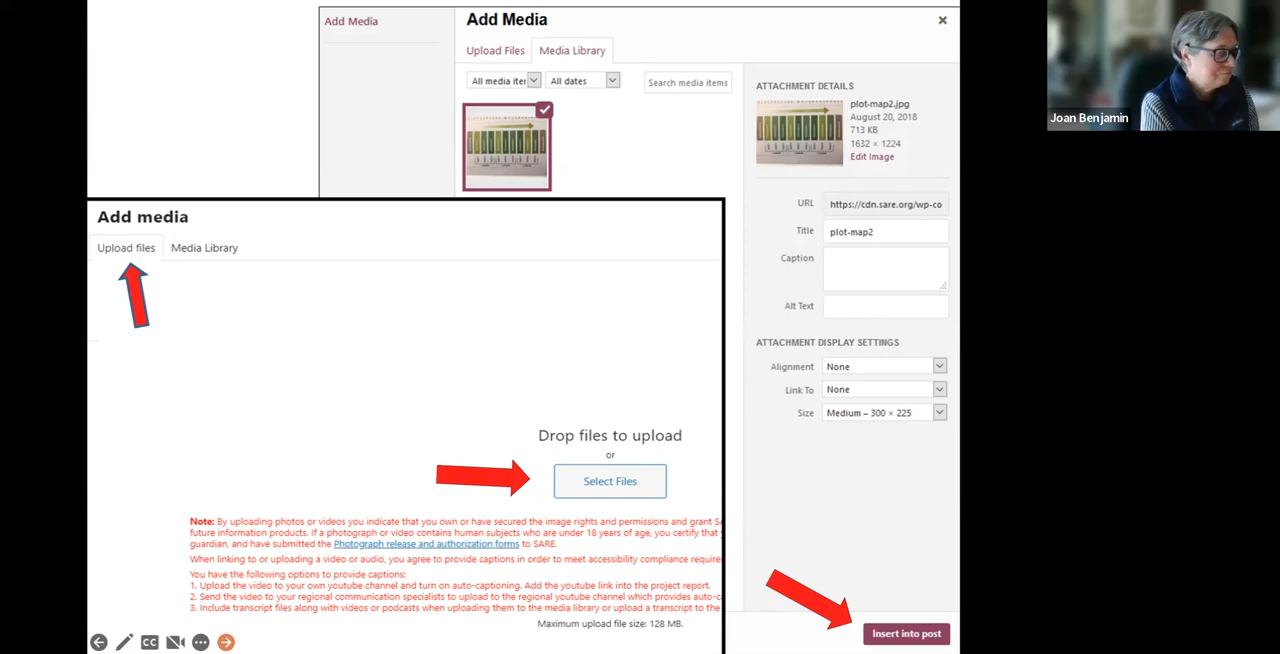 Add Media
Add Media
×
Upload Files
Media Library
All media iter
All dates
Search media items
ATTACHMENT DETAILS
plot-map2.jpg
August 20, 2018
713 KB
1632 × 1224
Edit Image
URL
https://cdn.sare.org/wp-co
Title
plot-map2
Caption
Alt Text
ATTACHMENT DISPLAY SETTINGS
Alignment
None
Link To
None
Size
Medium – 300 × 225
Insert into post
Add media
Upload files
Media Library
Drop files to upload
or
Select Files
Note: By uploading photos or videos you indicate that you own or have secured the image rights and permissions and grant
future information products. If a photograph or video contains human subjects who are under 18 years of age, you certify that
guardian, and have submitted the Photograph release and authorization forms to SARE.
When linking to or uploading a video or audio, you agree to provide captions in order to meet accessibility compliance require
You have the following options to provide captions:
1. Upload the video to your own youtube channel and turn on auto-captioning. Add the youtube link into the project report.
2. Send the video to your regional communication specialists to upload to the regional youtube channel which provides auto-c
3. Include transcript files along with videos or podcasts when uploading them to the media library or upload a transcript to the
Maximum upload file size: 128 MB.
CC
Joan Benjamin